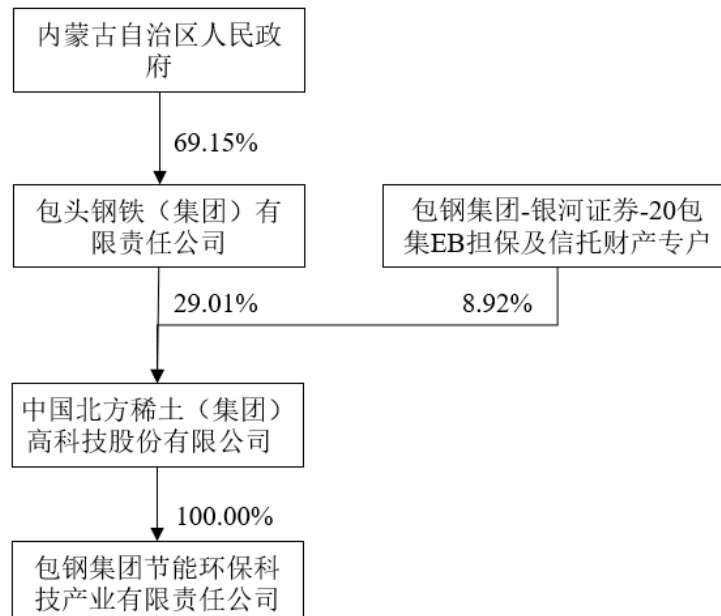 内蒙古自治区人民政
府
69.15%
包头钢铁（集团）有
限责任公司
包钢集团-银河证券-20包
集EB担保及信托财产专户
29.01%
8.92%
中国北方稀土（集团）
高科技股份有限公司
100.00%
包钢集团节能环保科
技产业有限责任公司